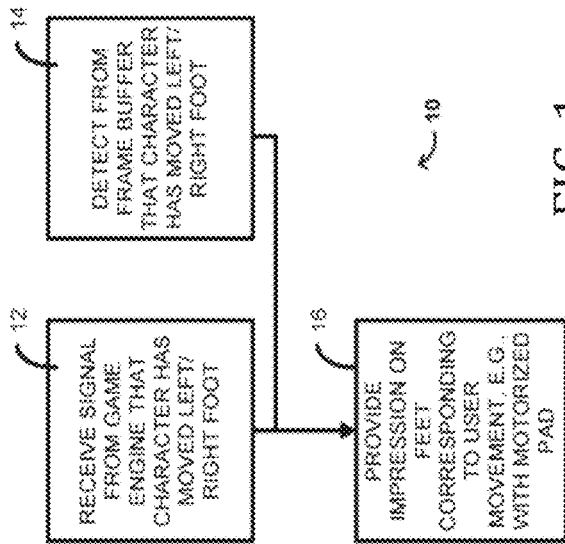 12
RECEIVE SIGNAL
FROM GAME
ENGINE THAT
CHARACTER HAS
MOVED LEFT/
RIGHT FOOT
14
DETECT FROM
FRAME BUFFER
THAT CHARACTER
HAS MOVED LEFT/
RIGHT FOOT
16
PROVIDE
IMPRESSION ON
FEET
CORRESPONDING
TO USER
MOVEMENT, E.G.,
WITH MOTORIZED
PAD
10
FIG. 1